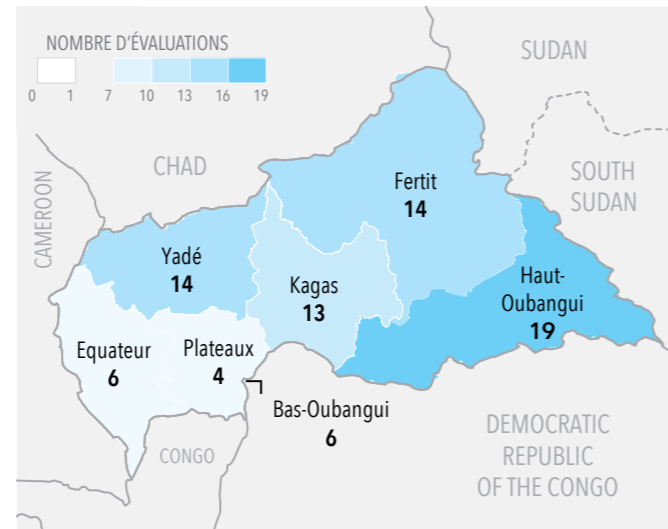 NOMBRE D'ÉVALUATIONS
0 1 7 10 13 16 19
SUDAN
CHAD
CAMEROON
SOUTH
SUDAN
Fertit
14
Yadé
14
Kagas
13
Haut-
Oubangui
19
Equateur
6
Plateaux
4
Bas-Oubangui
6
CONGO
DEMOCRATIC
REPUBLIC
OF THE CONGO